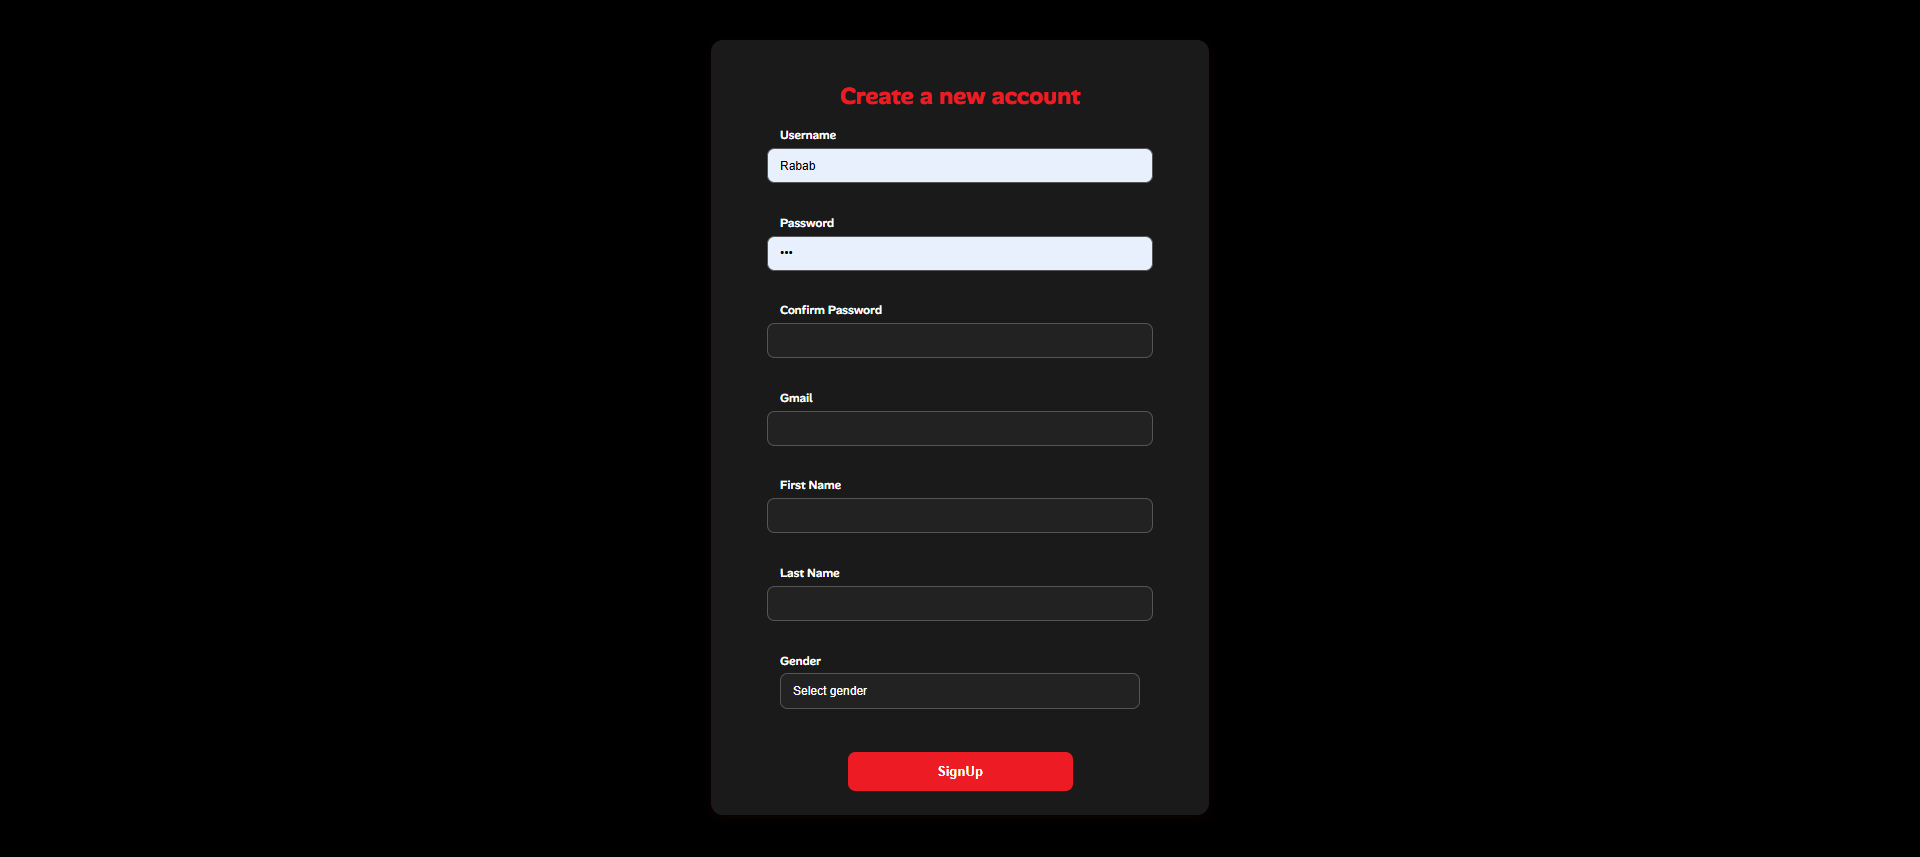 Create a new account
Username
Rabab
Password
•••
Confirm Password
Gmail
First Name
Last Name
Gender
Select gender
SignUp